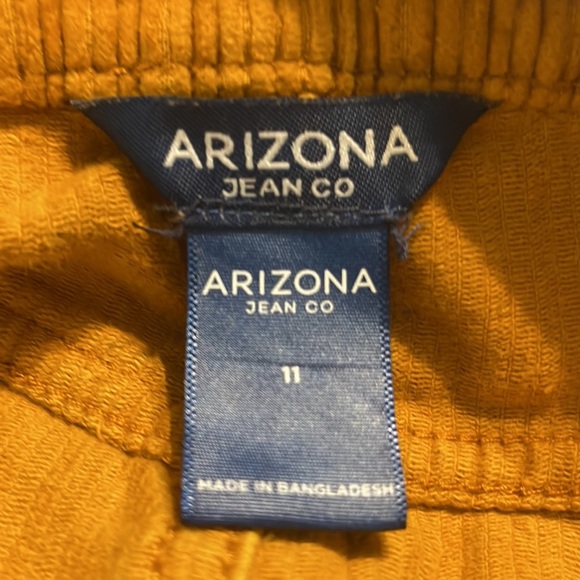 ARIZONA
JEAN CO
ARIZONA
JEAN CO
11
MADE IN BANGLADESH